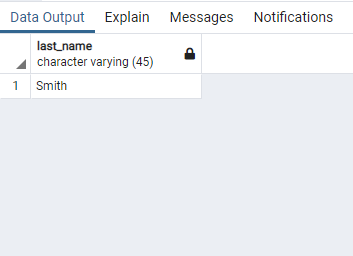 Data Output Explain Messages Notifications
last_name
character varying (45)
1 Smith